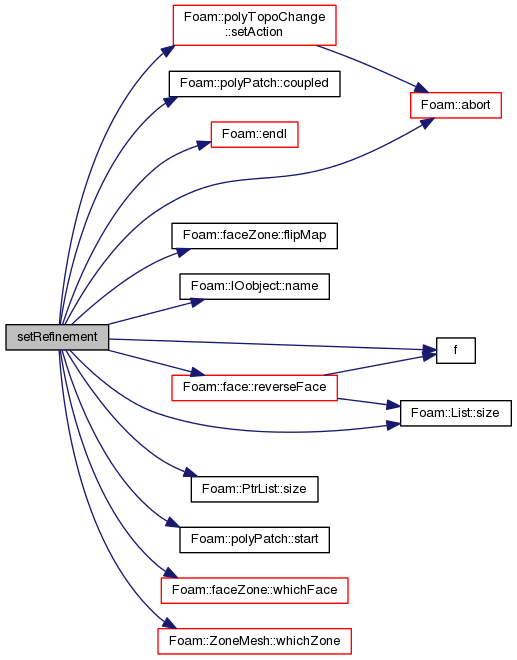 Foam::polyTopoChange
::setAction
Foam::polyPatch::coupled
Foam::abort
Foam::endl
Foam::faceZone::flipMap
Foam::IOobject::name
setRefinement
f
Foam::face::reverseFace
Foam::List::size
Foam::PtrList::size
Foam::polyPatch::start
Foam::faceZone::whichFace
Foam::ZoneMesh::whichZone